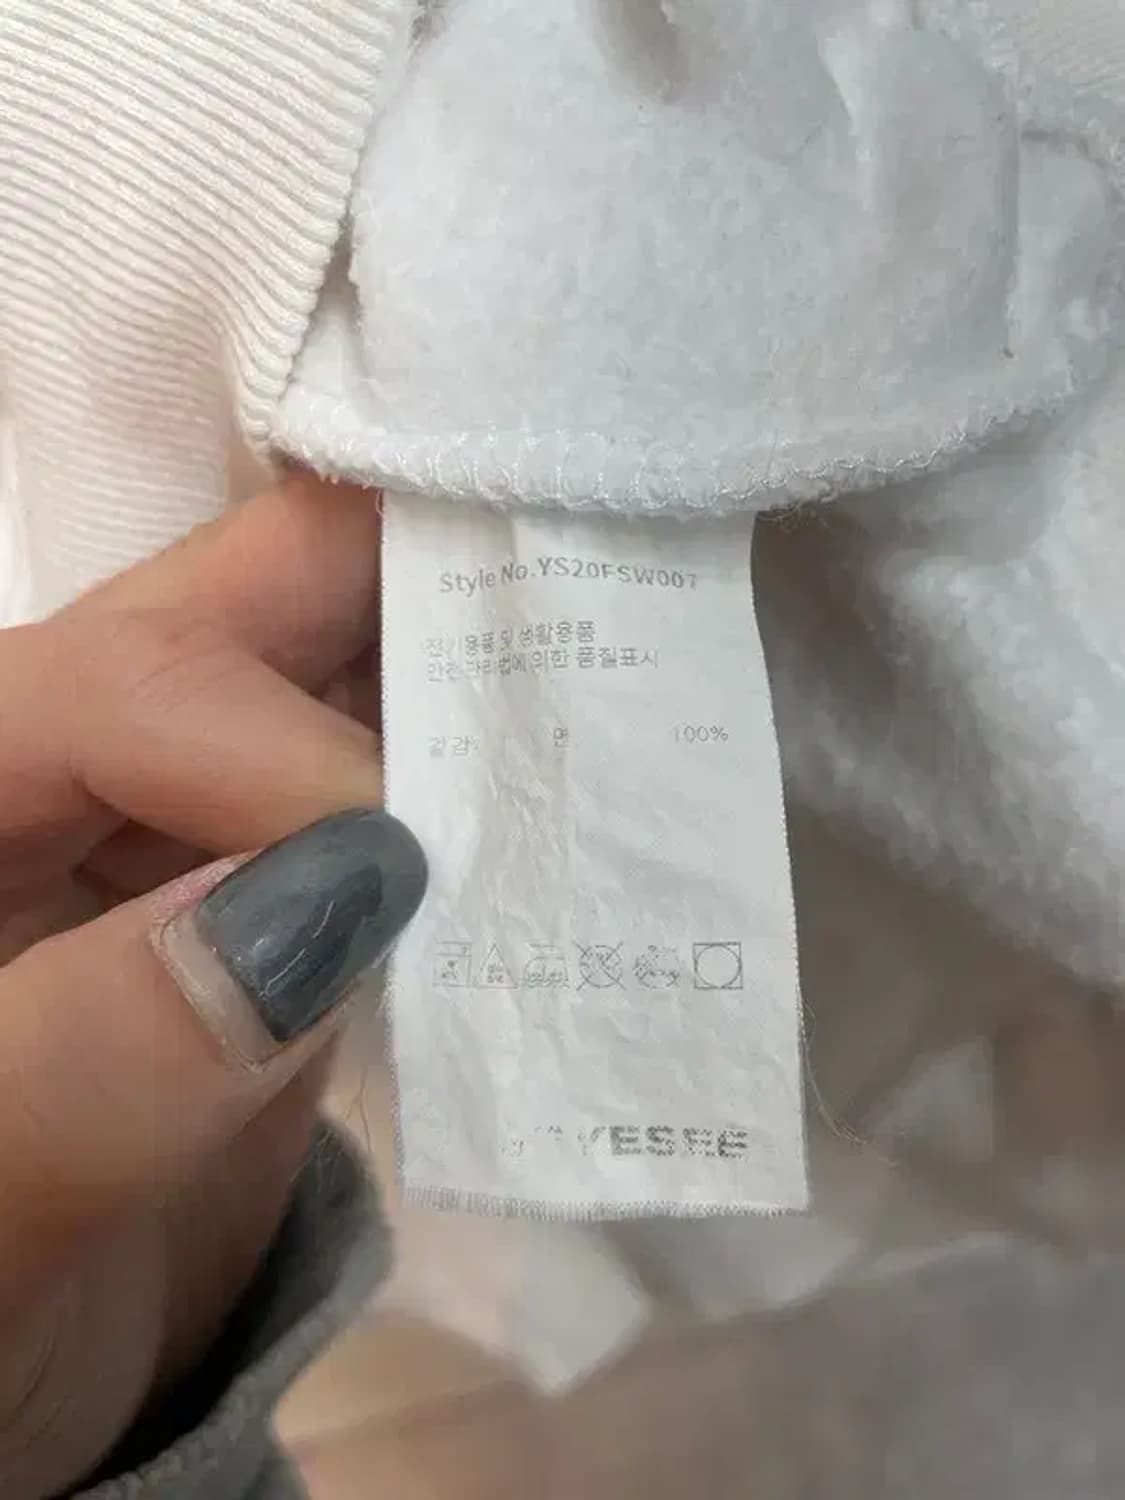 Style No.YS20FSW007
전기용품 및 생활용품
안전관리법에의한 품질표시
겉감: 면 100%
YESSE